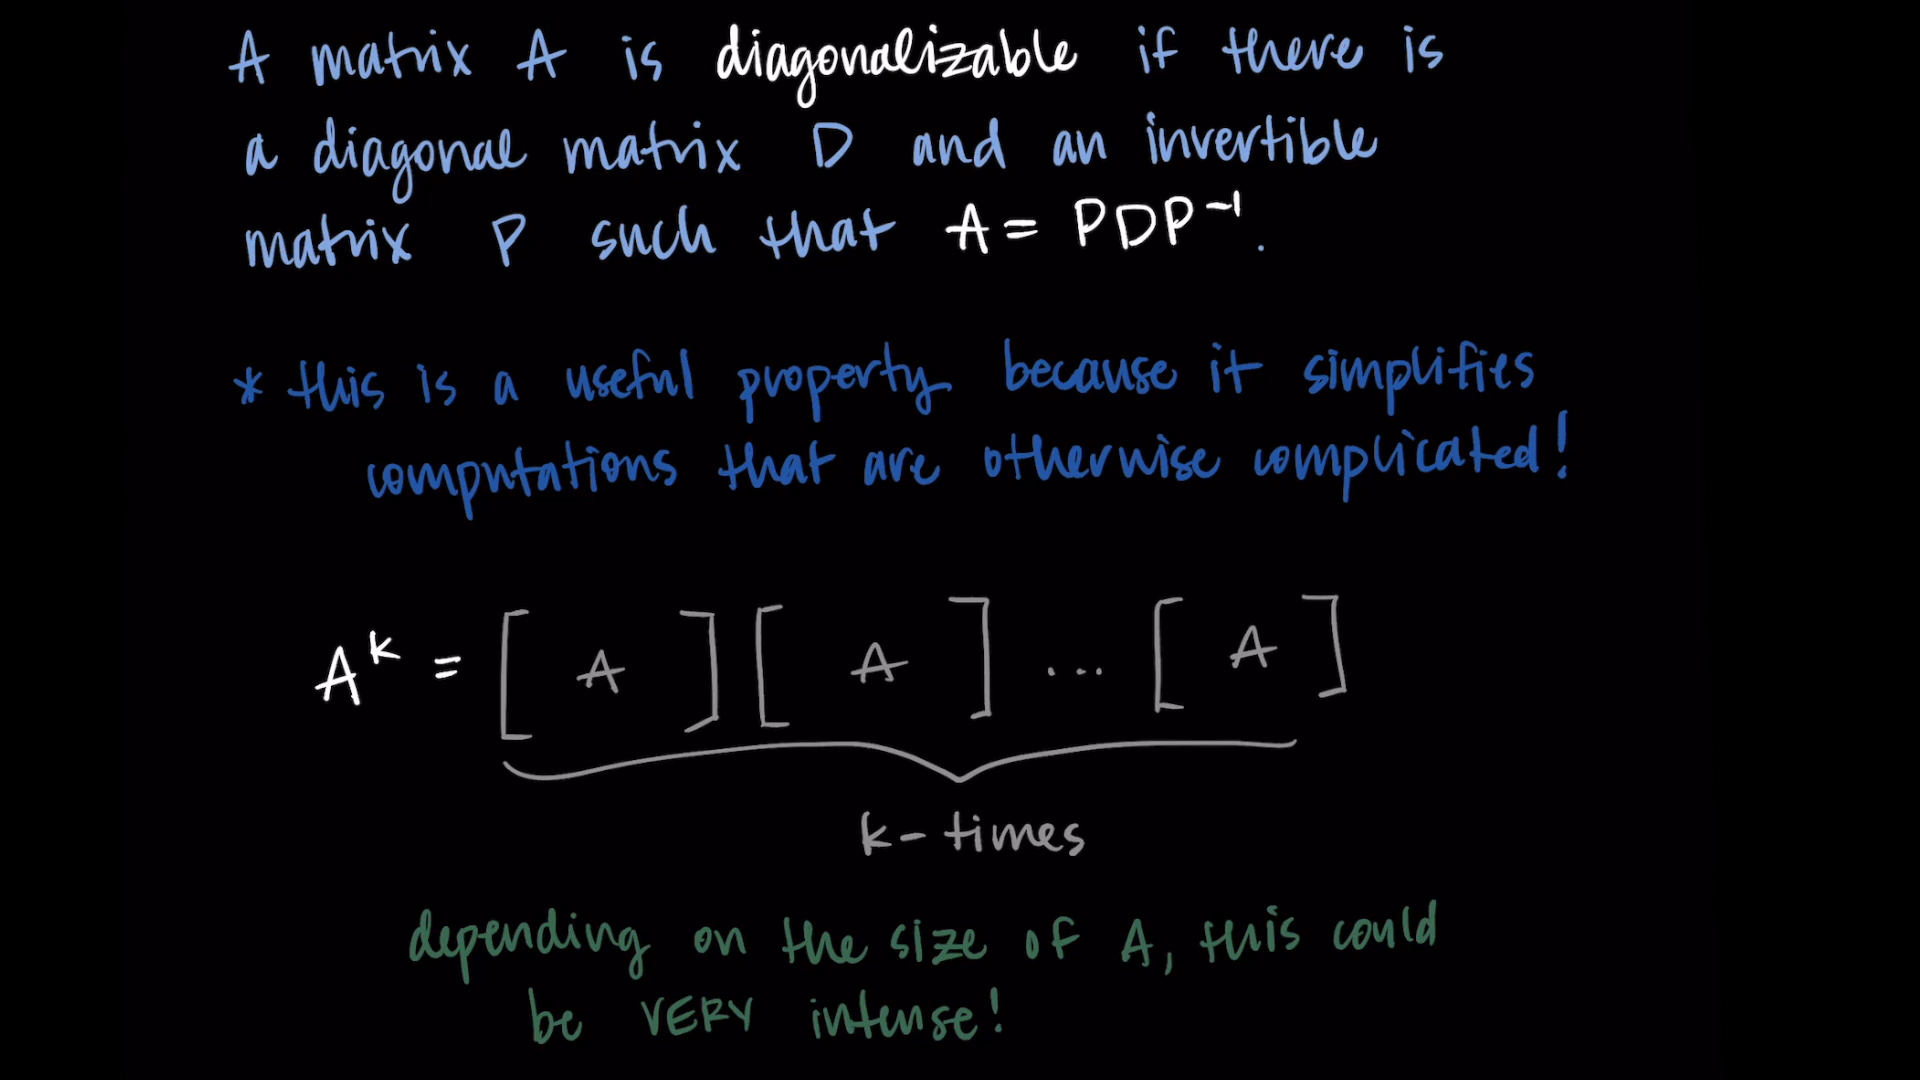 A matrix A is diagonalizable if there is
a diagonal matrix D and an invertible
matrix P such that A = PDP⁻¹.
* this is a useful property because it simplifies
computations that are otherwise complicated!
Aᵏ = [ A ] [ A ] ... [ A ]
k - times
depending on the size of A, this could
be VERY intense!